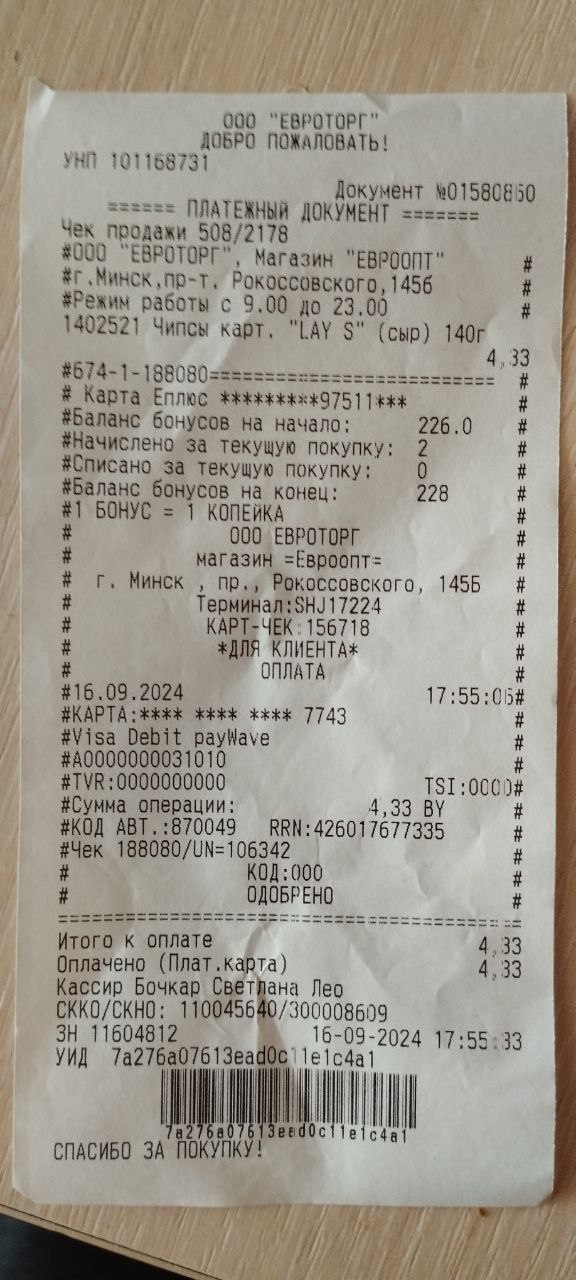 ООО "ЕВРОТОРГ"
ДОБРО ПОЖАЛОВАТЬ!
УНП 101168731
Документ №01580860
====== ПЛАТЕЖНЫЙ ДОКУМЕНТ =======
Чек продажи 508/2178
#ООО "ЕВРОТОРГ", Магазин "ЕВРООПТ" #
#г.Минск,пр-т. Рокоссовского,145б #
#Режим работы с 9.00 до 23.00 #
1402521 Чипсы карт. "LAY S" (сыр) 140г
4,33
#674-1-188080========================== #
# Карта Еплюс *********97511*** #
#Баланс бонусов на начало: 226.0 #
#Начислено за текущую покупку: 2 #
#Списано за текущую покупку: 0 #
#Баланс бонусов на конец: 228 #
#1 БОНУС = 1 КОПЕЙКА #
# ООО ЕВРОТОРГ #
# магазин =Евроопт= #
# г. Минск , пр., Рокоссовского, 145Б #
# Терминал:SHJ17224 #
# КАРТ-ЧЕК:156718 #
# *ДЛЯ КЛИЕНТА* #
# ОПЛАТА #
#16.09.2024 17:55:06#
#КАРТА:**** **** **** 7743 #
#Visa Debit payWave #
#A0000000031010 #
#TVR:0000000000 TSI:0000#
#Сумма операции: 4,33 BY #
#КОД АВТ.:870049 RRN:426017677335 #
#Чек 188080/UN=106342 #
# КОД:000 #
# ОДОБРЕНО #
===========================================
Итого к оплате 4,33
Оплачено (Плат.карта) 4,33
Кассир Бочкар Светлана Лео
СККО/СКНО: 110045640/300008609
ЗН 11604812 16-09-2024 17:55:33
УИД 7a276a07613ead0c11e1c4a1
7a276a07613ead0c11e1c4a1
СПАСИБО ЗА ПОКУПКУ!